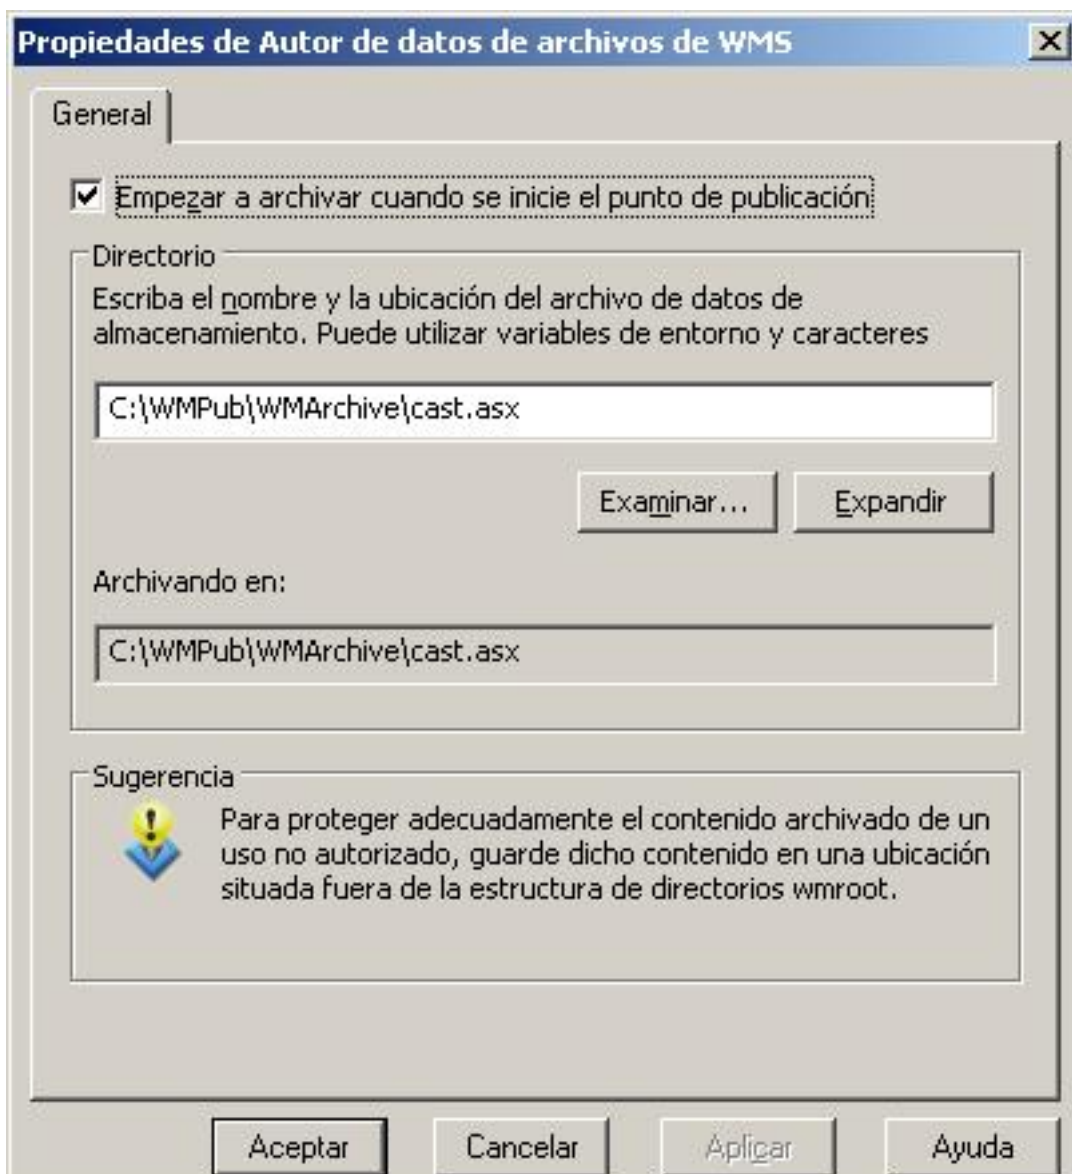 Propiedades de Autor de datos de archivos de WMS
General
Empezar a archivar cuando se inicie el punto de publicación
Directorio
Escriba el nombre y la ubicación del archivo de datos de
almacenamiento. Puede utilizar variables de entorno y caracteres
C:\WMPub\WMArchive\cast.asx
Examinar...
Expandir
Archivando en:
C:\WMPub\WMArchive\cast.asx
Sugerencia
Para proteger adecuadamente el contenido archivado de un
uso no autorizado, guarde dicho contenido en una ubicación
situada fuera de la estructura de directorios wmroot.
Aceptar
Cancelar
Aplicar
Ayuda